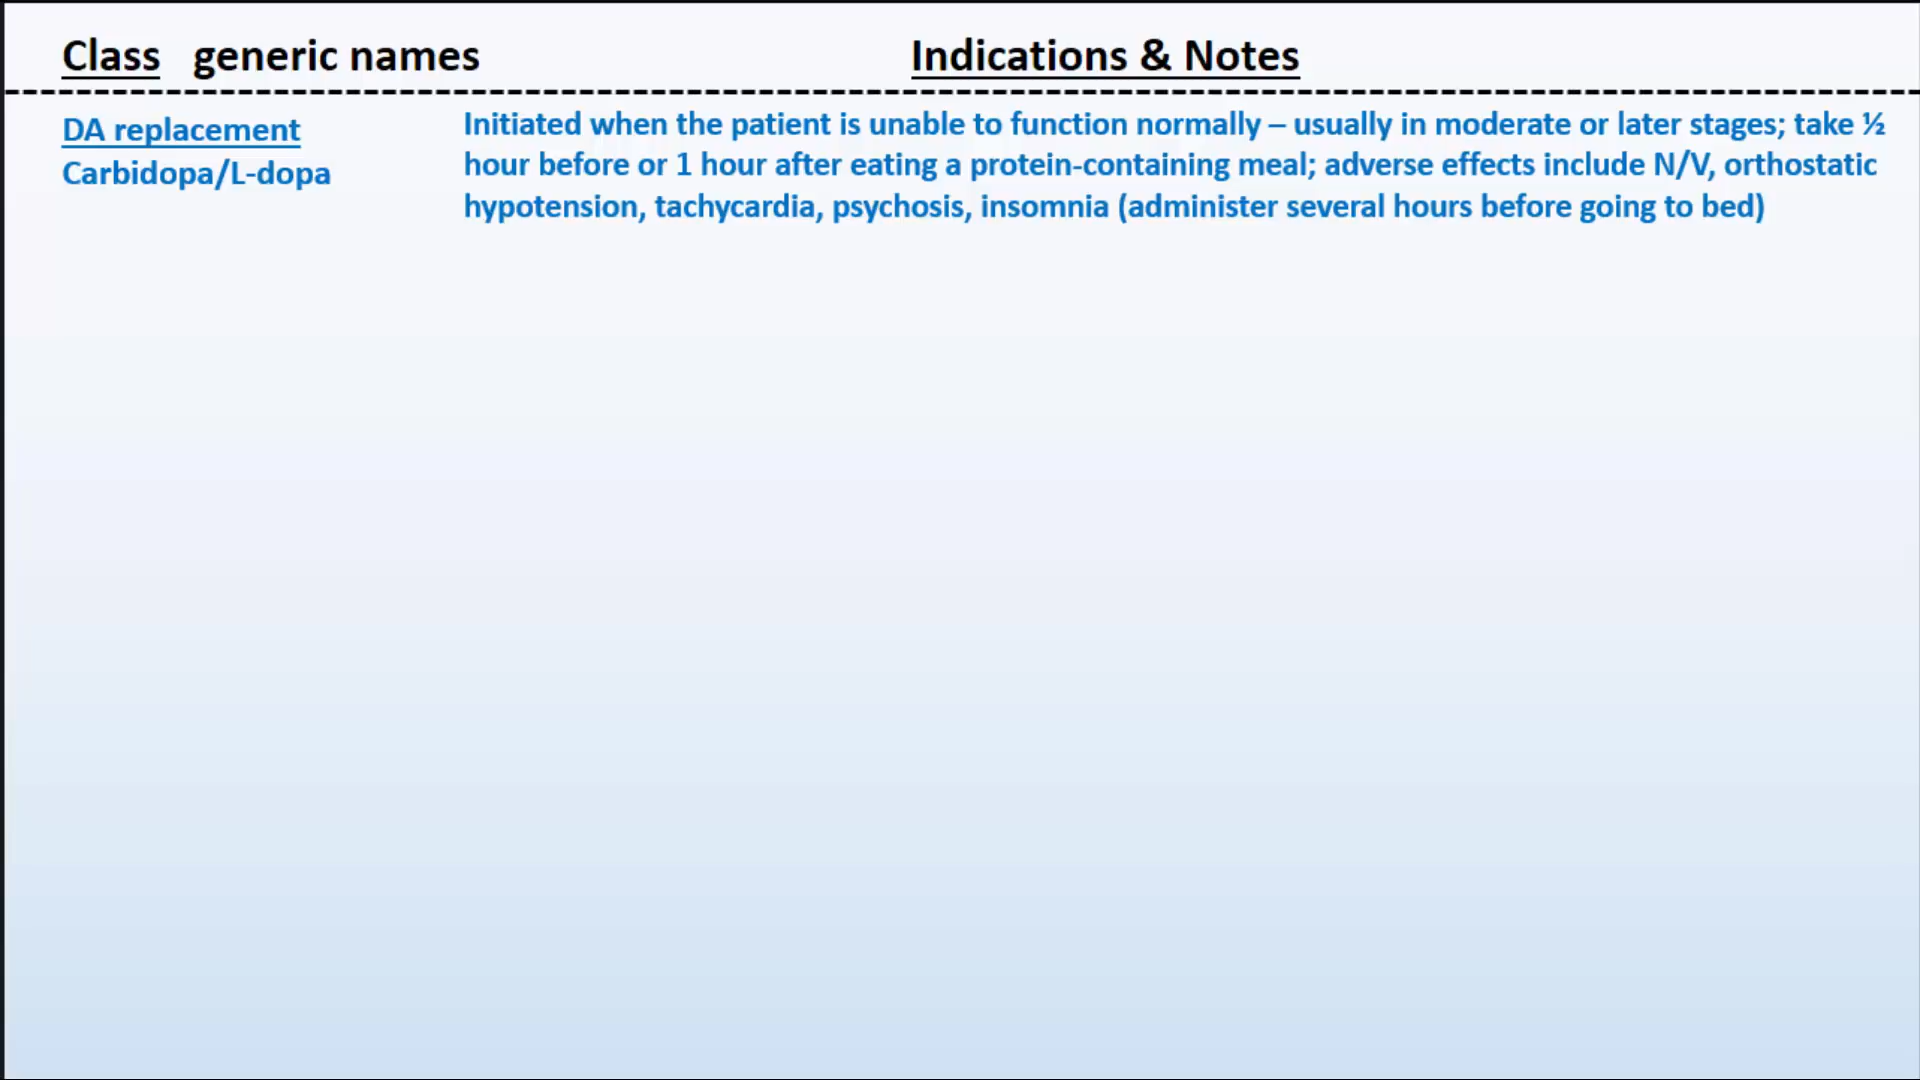 Class generic names
Indications & Notes
DA replacement
Carbidopa/L-dopa
Initiated when the patient is unable to function normally – usually in moderate or later stages; take ½
hour before or 1 hour after eating a protein-containing meal; adverse effects include N/V, orthostatic
hypotension, tachycardia, psychosis, insomnia (administer several hours before going to bed)